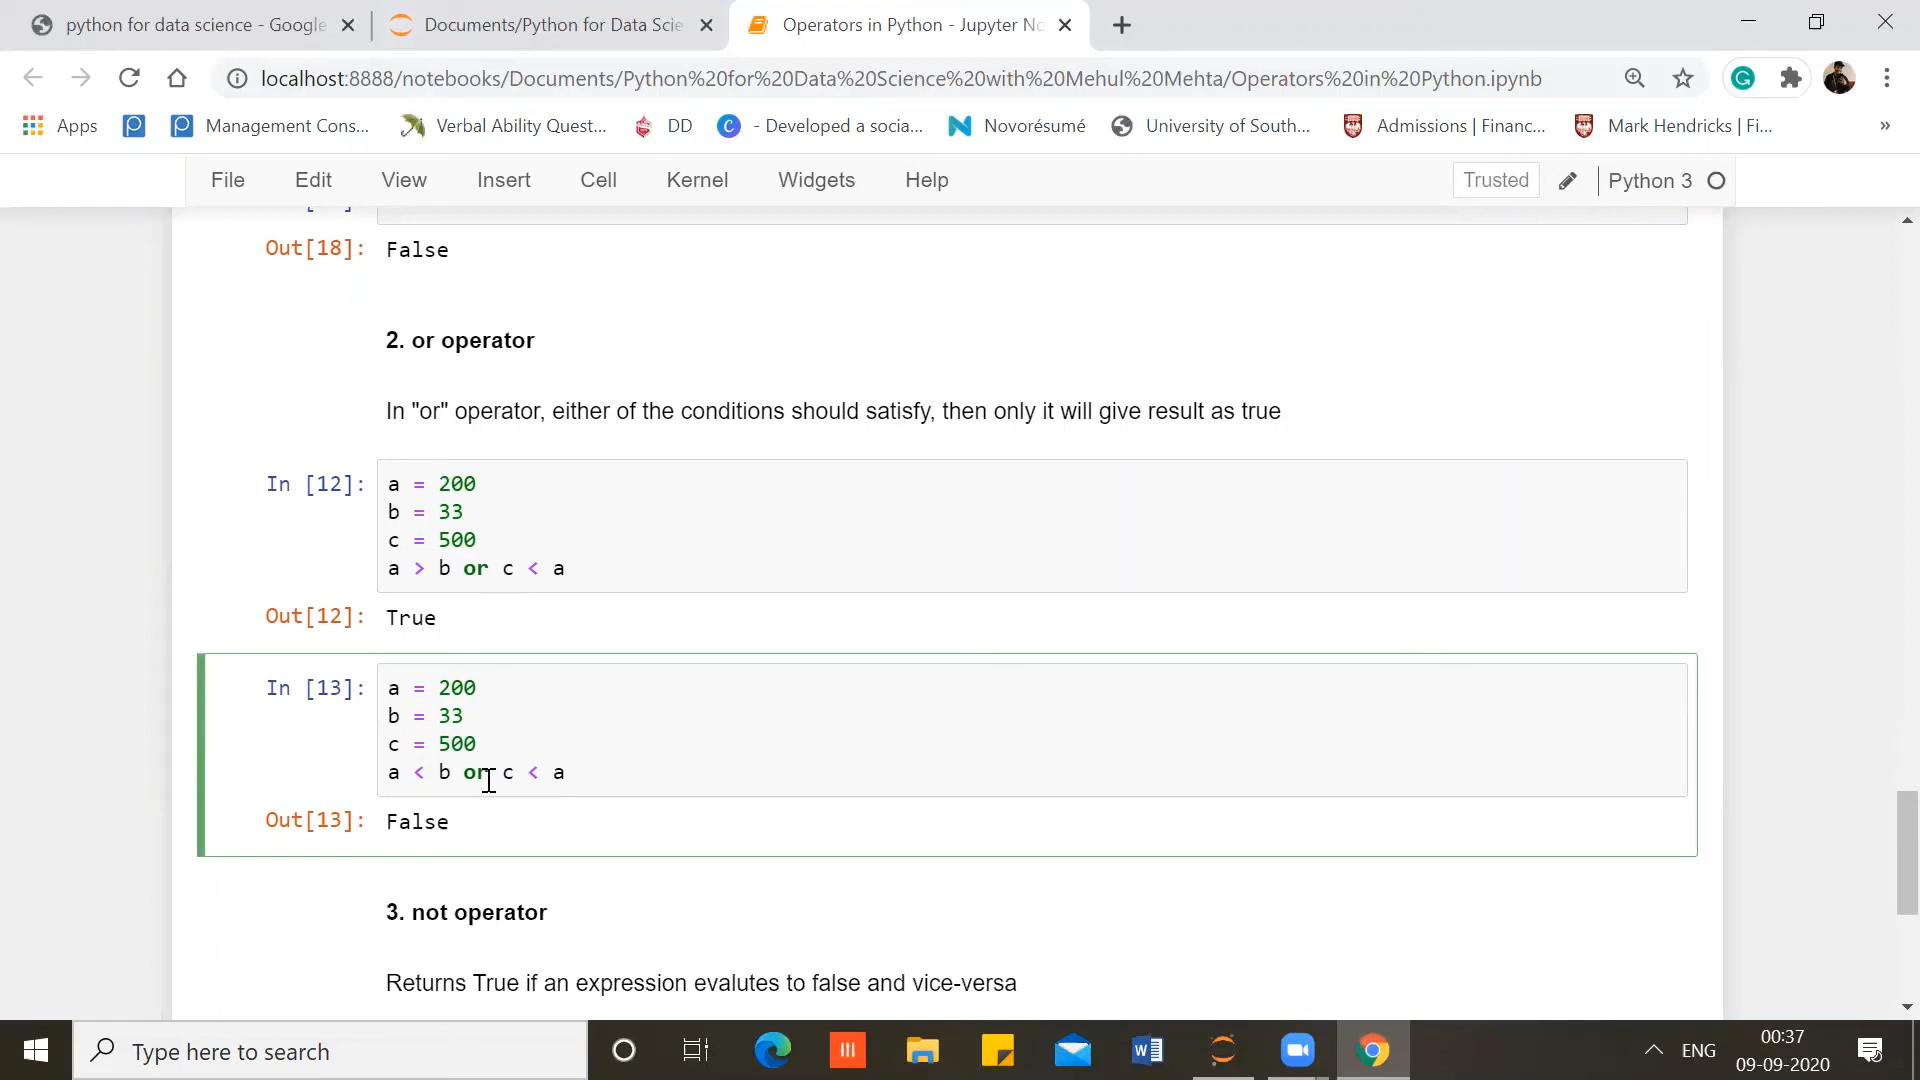 python for data science - Google
Documents/Python for Data Scie
Operators in Python - Jupyter No
localhost:8888/notebooks/Documents/Python%20for%20Data%20Science%20with%20Mehul%20Mehta/Operators%20in%20Python.ipynb
Apps
Management Cons...
Verbal Ability Quest...
DD
- Developed a socia...
Novorésumé
University of South...
Admissions | Financ...
Mark Hendricks | Fi...
»
File Edit View Insert Cell Kernel Widgets Help
Trusted
Python 3
Out[18]: False
2. or operator
In "or" operator, either of the conditions should satisfy, then only it will give result as true
In [12]: a = 200
b = 33
c = 500
a > b or c < a
Out[12]: True
In [13]: a = 200
b = 33
c = 500
a < b or c < a
Out[13]: False
3. not operator
Returns True if an expression evalutes to false and vice-versa
Type here to search
ENG
00:37
09-09-2020